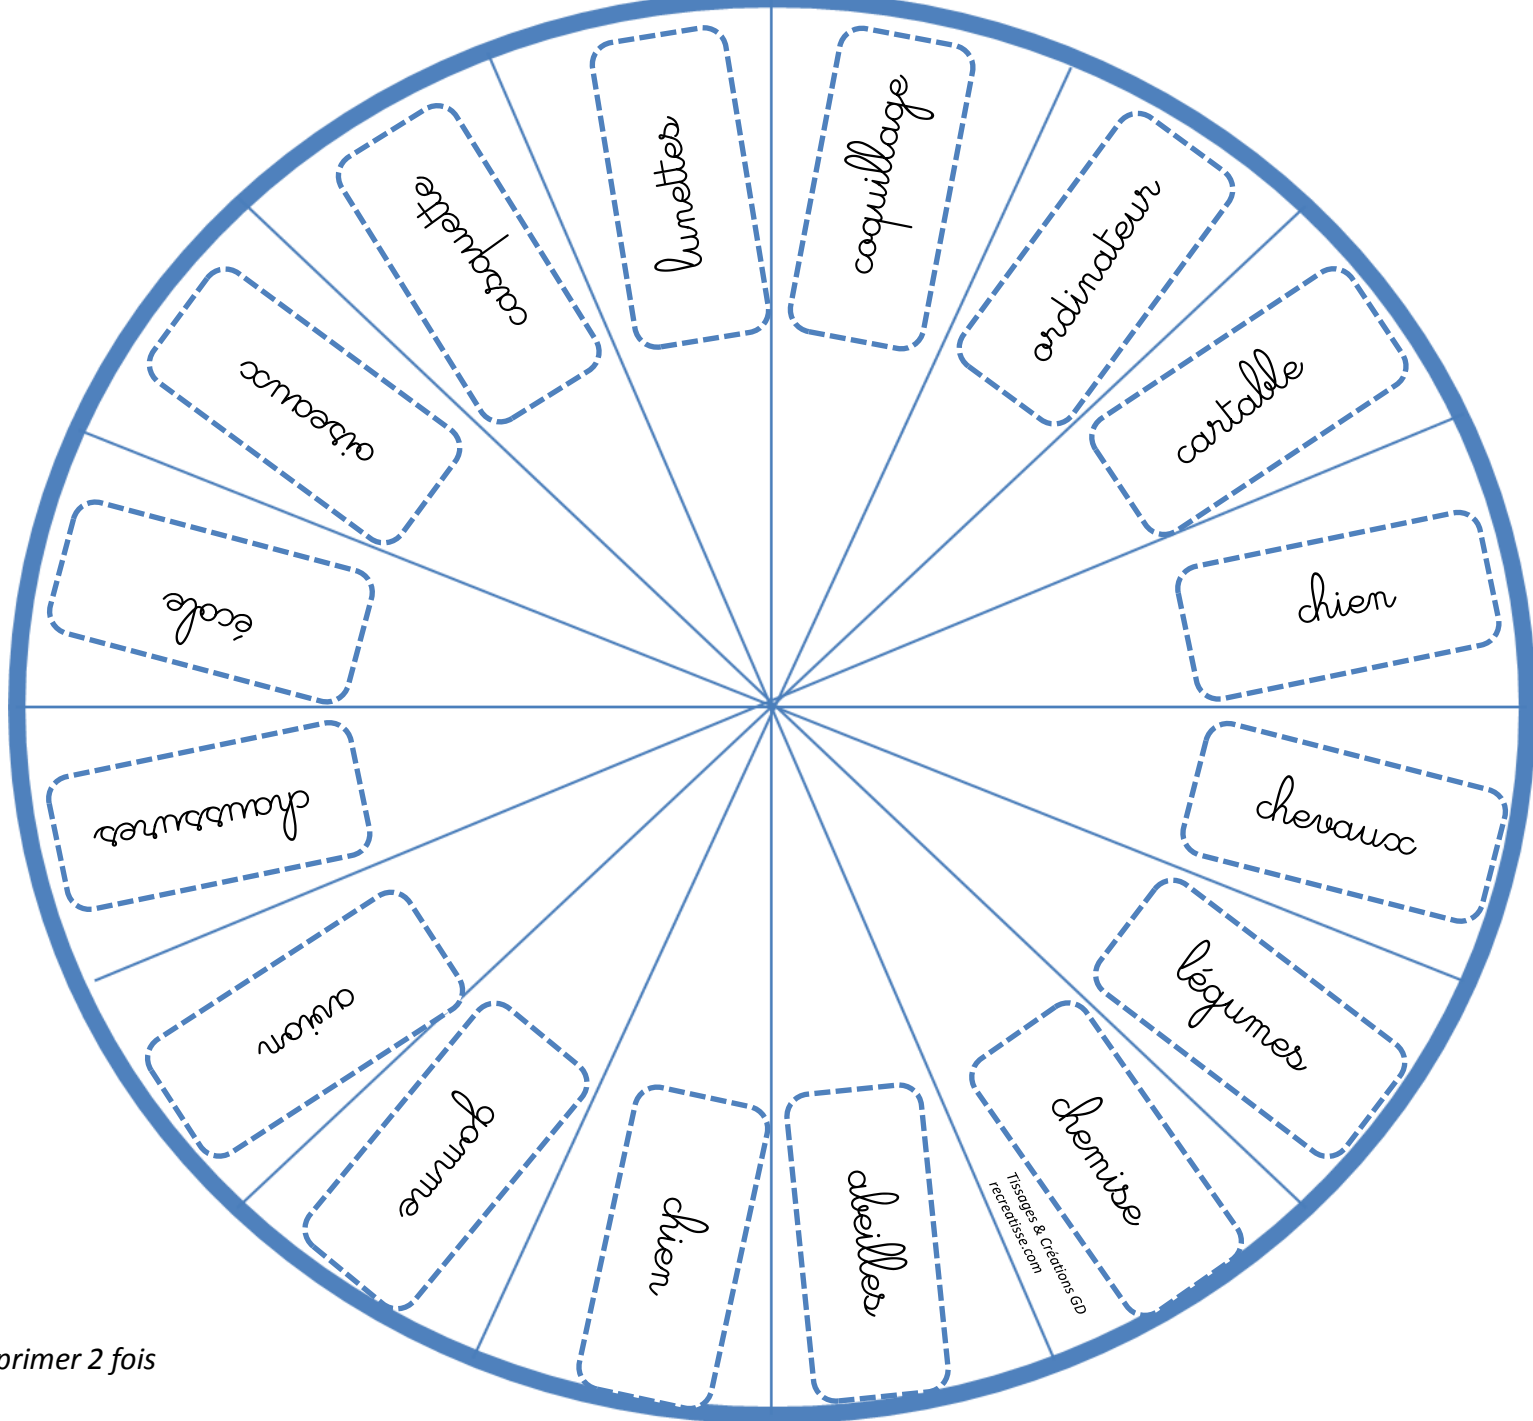 coquillage
ordinateur
cartable
chien
chevaux
légumes
chemise
Tissages & Créations GD
recreatisse.com
abeilles
chien
gomme
avion
chaussures
école
oiseaux
casquette
lunettes
primer 2 fois